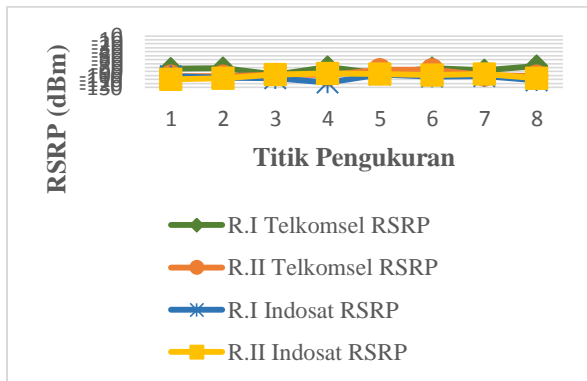 RSRP (dBm)
1 2 3 4 5 6 7 8
Titik Pengukuran
R.I Telkomsel RSRP
R.II Telkomsel RSRP
R.I Indosat RSRP
R.II Indosat RSRP